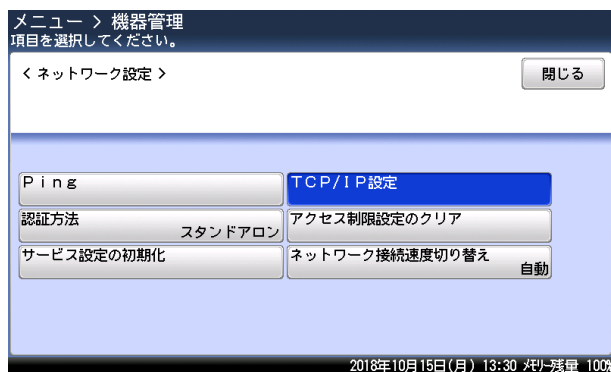 メニュー > 機器管理
項目を選択してください。
<ネットワーク設定>
閉じる
Ping
TCP/IP設定
認証方法
スタンドアロン
アクセス制限設定のクリア
サービス設定の初期化
ネットワーク接続速度切り替え
自動
2018年10月15日(月) 13:30 メモリー残量 100%